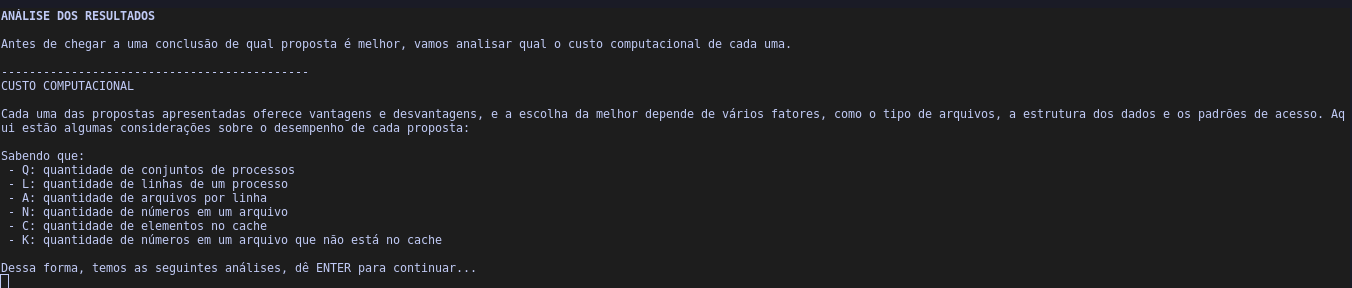 ANÁLISE DOS RESULTADOS
Antes de chegar a uma conclusão de qual proposta é melhor, vamos analisar qual o custo computacional de cada uma.
--------------------------------------------
CUSTO COMPUTACIONAL
Cada uma das propostas apresentadas oferece vantagens e desvantagens, e a escolha da melhor depende de vários fatores, como o tipo de arquivos, a estrutura dos dados e os padrões de acesso. Aq
ui estão algumas considerações sobre o desempenho de cada proposta:
Sabendo que:
- Q: quantidade de conjuntos de processos
- L: quantidade de linhas de um processo
- A: quantidade de arquivos por linha
- N: quantidade de números em um arquivo
- C: quantidade de elementos no cache
- K: quantidade de números em um arquivo que não está no cache
Dessa forma, temos as seguintes análises, dê ENTER para continuar...